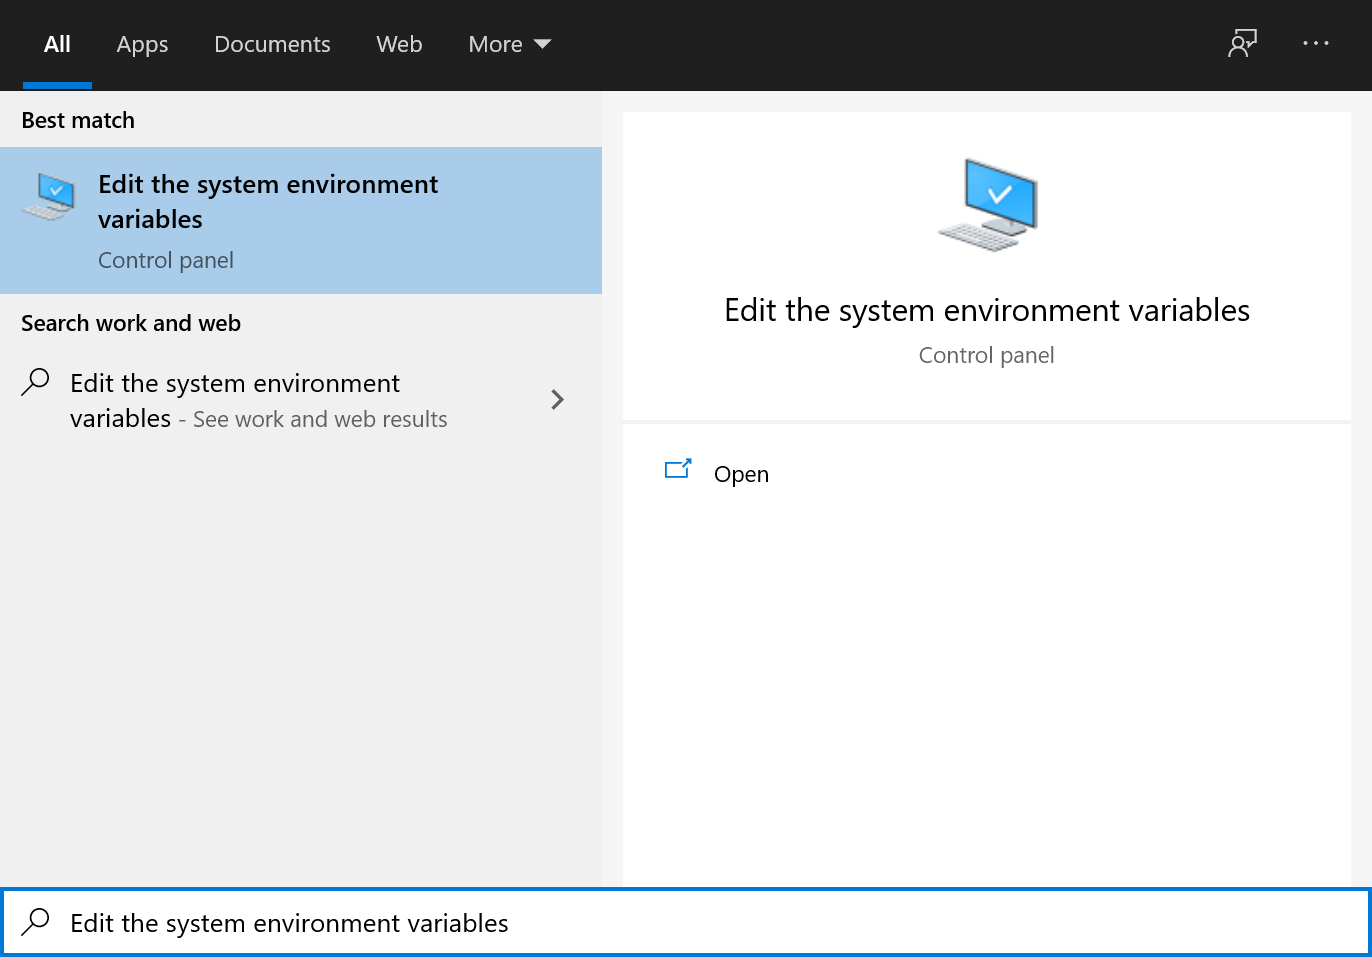 All Apps Documents Web More
Best match
Edit the system environment
variables
Control panel
Search work and web
Edit the system environment
variables - See work and web results
Edit the system environment variables
Control panel
Open
Edit the system environment variables